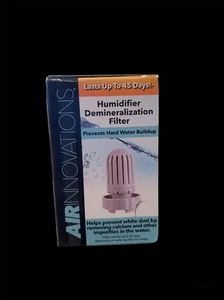 Lasts Up To 45 Days!*
Humidifier
Demineralization
Filter
Prevents Hard Water Buildup
AIRINNOVATIONS
Helps prevent white dust by
removing calcium and other
impurities in the water.